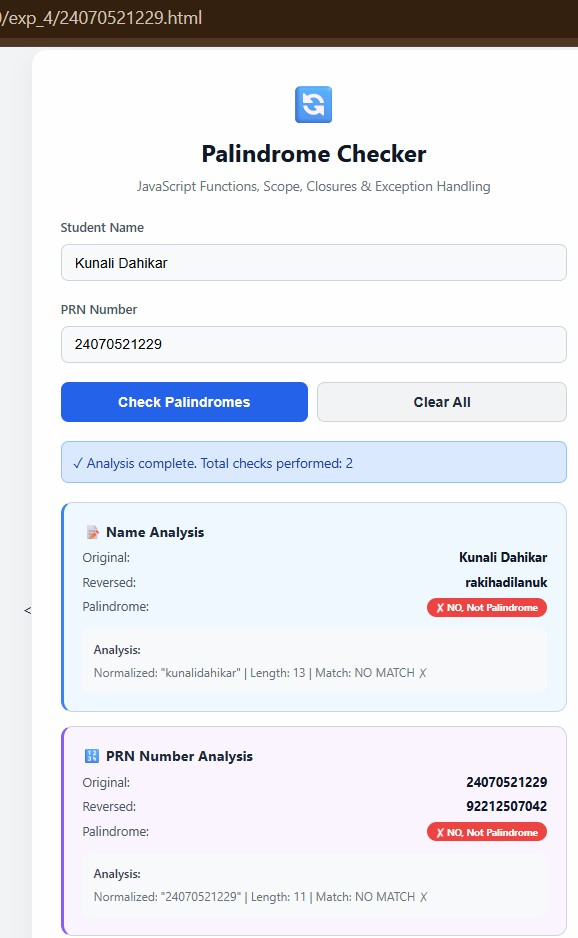 /exp_4/24070521229.html
Palindrome Checker
JavaScript Functions, Scope, Closures & Exception Handling
Student Name
Kunali Dahikar
PRN Number
24070521229
Check Palindromes Clear All
✓ Analysis complete. Total checks performed: 2
Name Analysis
Original: Kunali Dahikar
Reversed: rakihadilanuk
Palindrome: ✗ NO, Not Palindrome
Analysis:
Normalized: "kunalidahikar" | Length: 13 | Match: NO MATCH ✗
<
PRN Number Analysis
Original: 24070521229
Reversed: 92212507042
Palindrome: ✗ NO, Not Palindrome
Analysis:
Normalized: "24070521229" | Length: 11 | Match: NO MATCH ✗